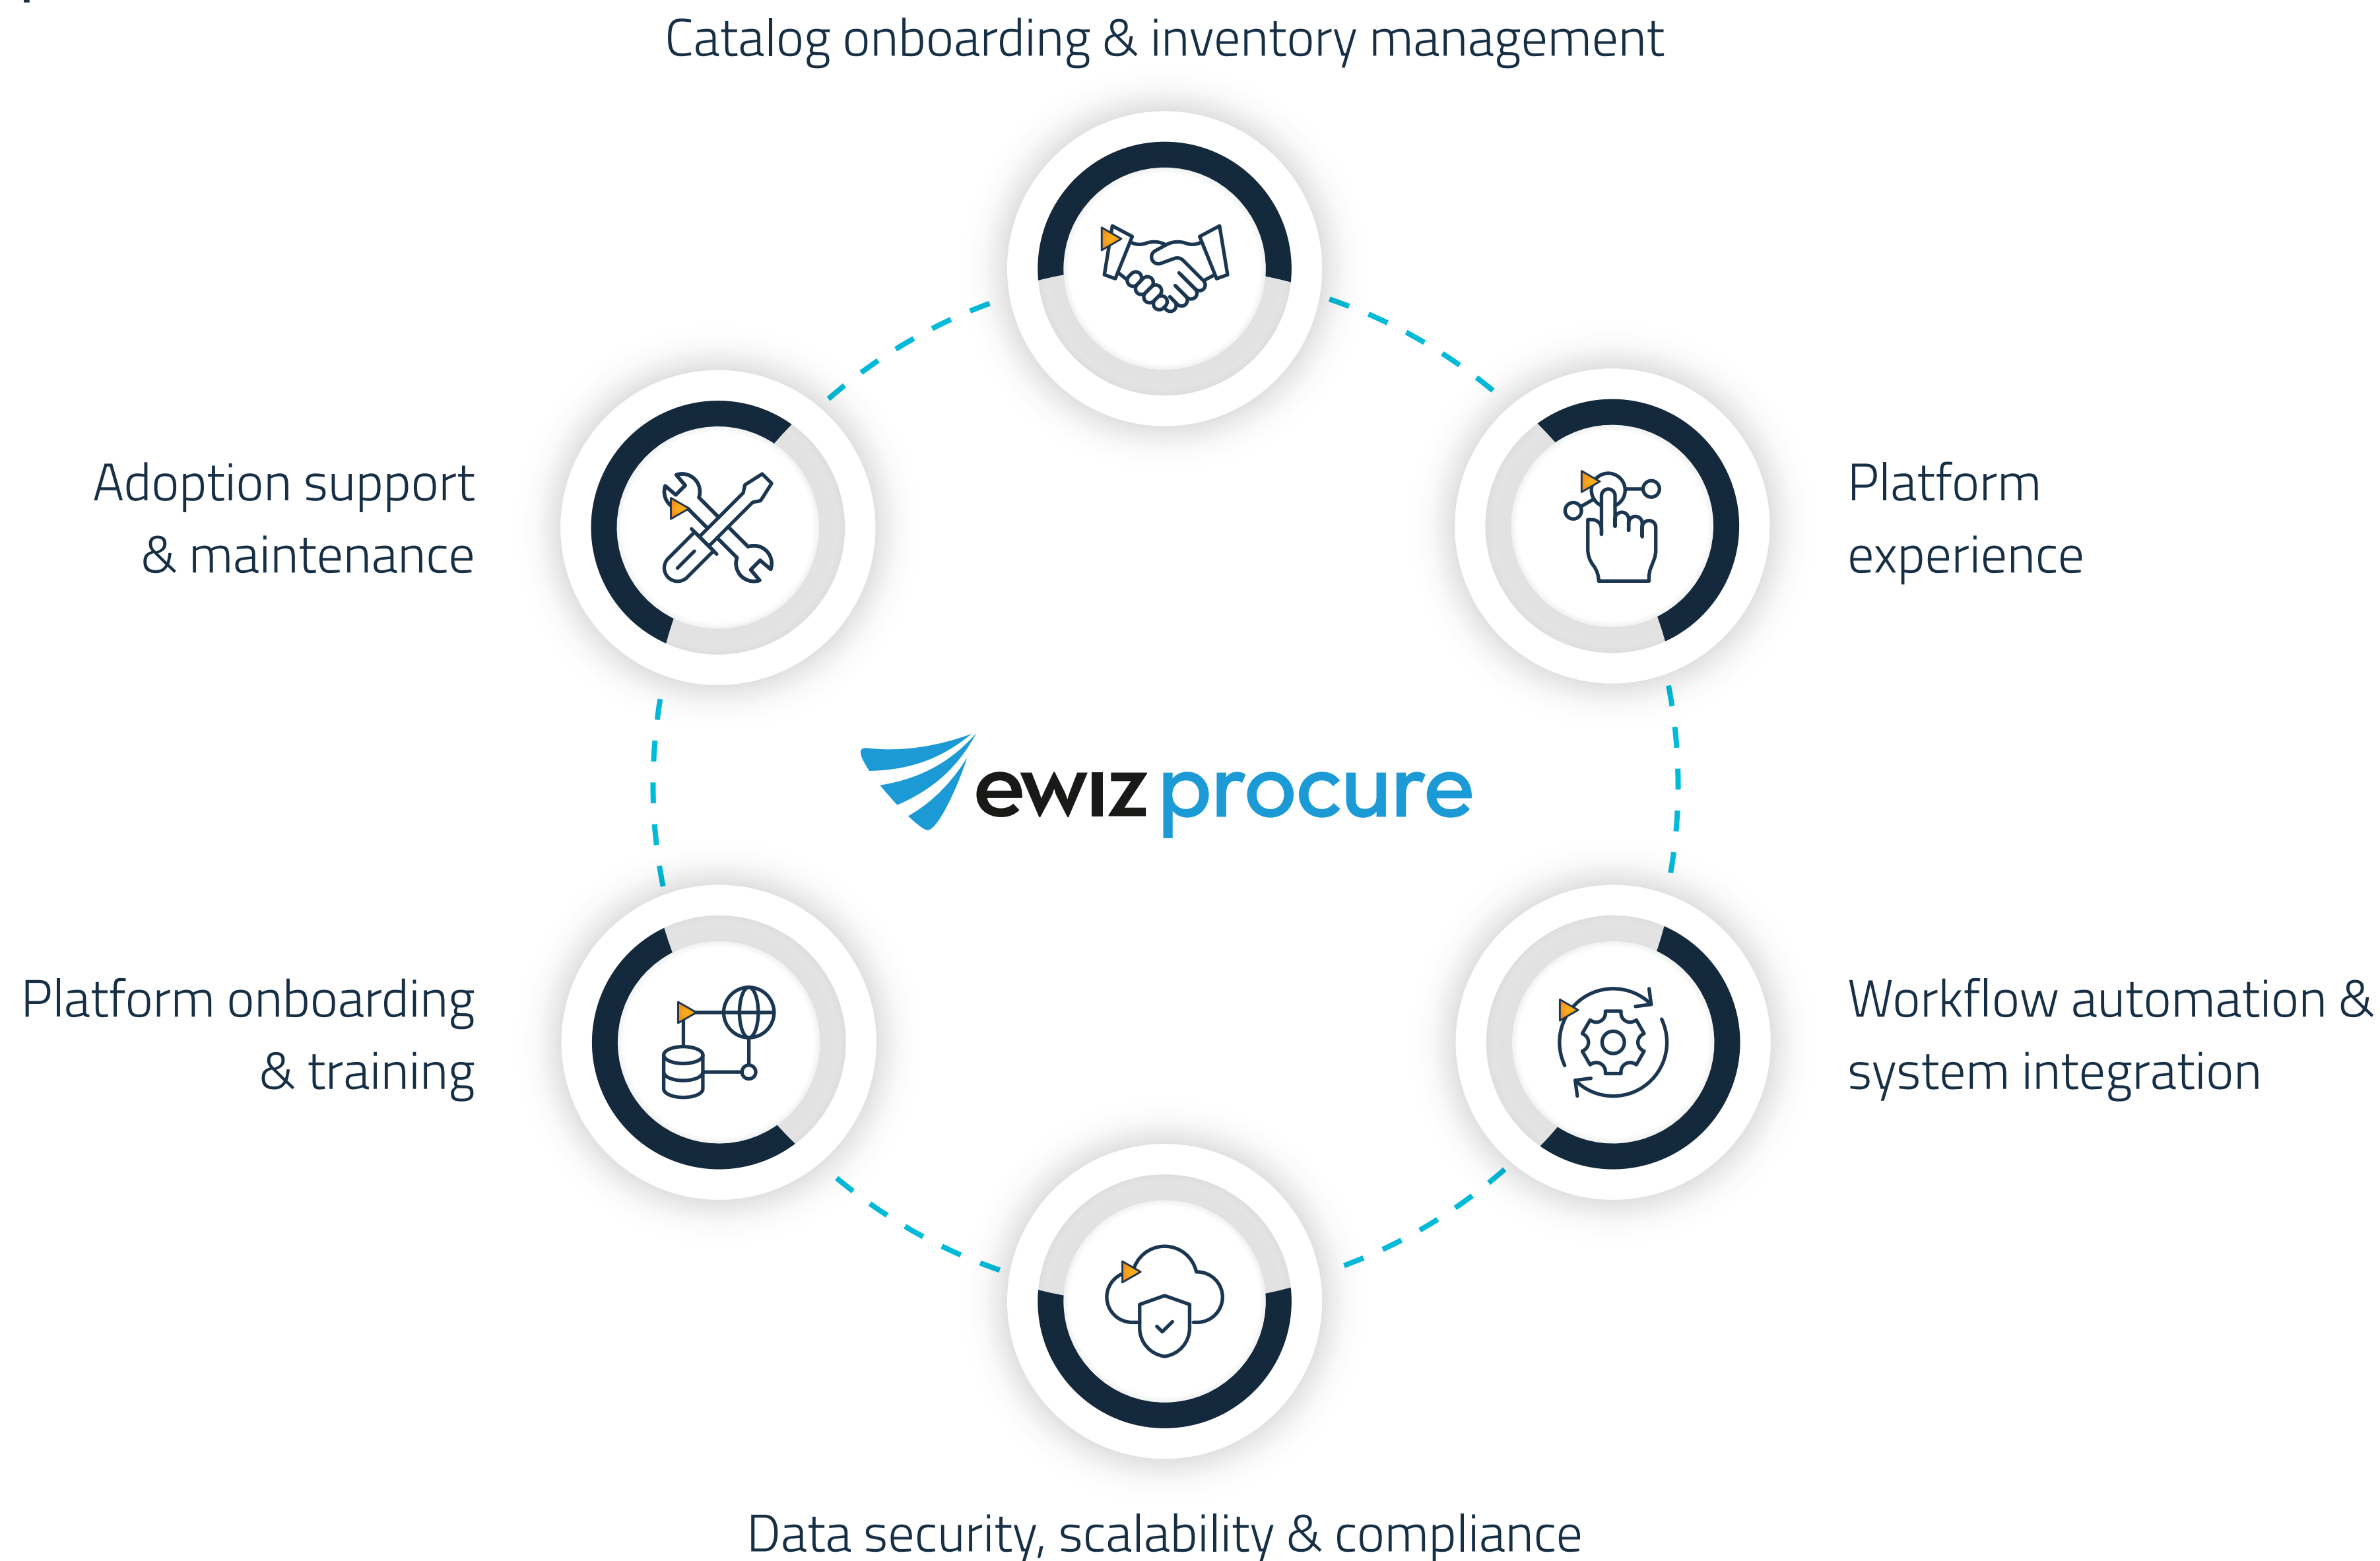 Catalog onboarding & inventory management
Adoption support
& maintenance
Platform
experience
ewiz procure
Platform onboarding
& training
Workflow automation &
system integration
Data security, scalability & compliance